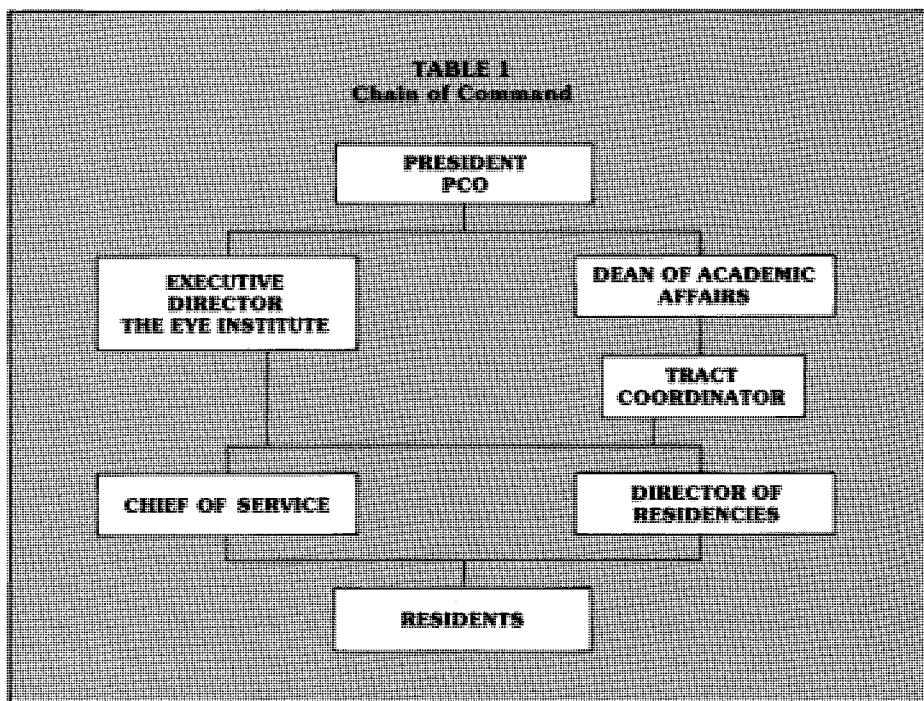 TABLE 1
Chain of Command
PRESIDENT
PCO
EXECUTIVE
DIRECTOR
THE EYE INSTITUTE
DEAN OF ACADEMIC
AFFAIRS
TRACT
COORDINATOR
CHIEF OF SERVICE
DIRECTOR OF
RESIDENCIES
RESIDENTS